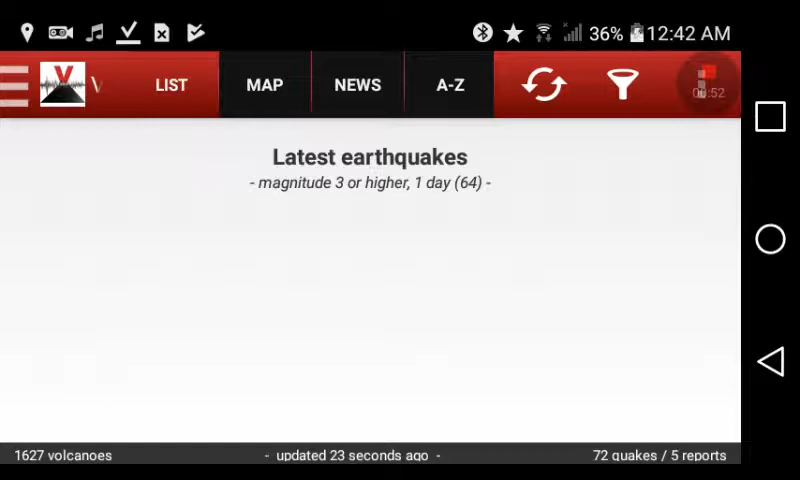 36% 12:42 AM
V LIST MAP NEWS A-Z
Latest earthquakes
- magnitude 3 or higher, 1 day (64) -
1627 volcanoes - updated 23 seconds ago - 72 quakes / 5 reports